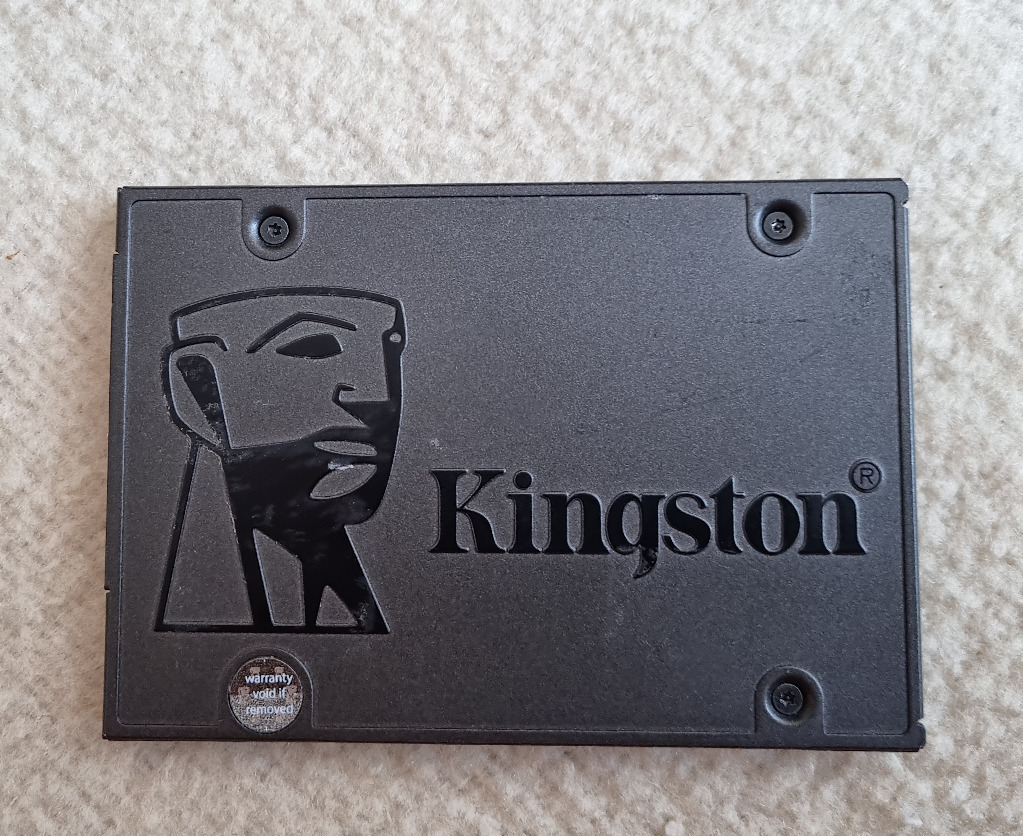 Kingston®
warranty
void if
removed